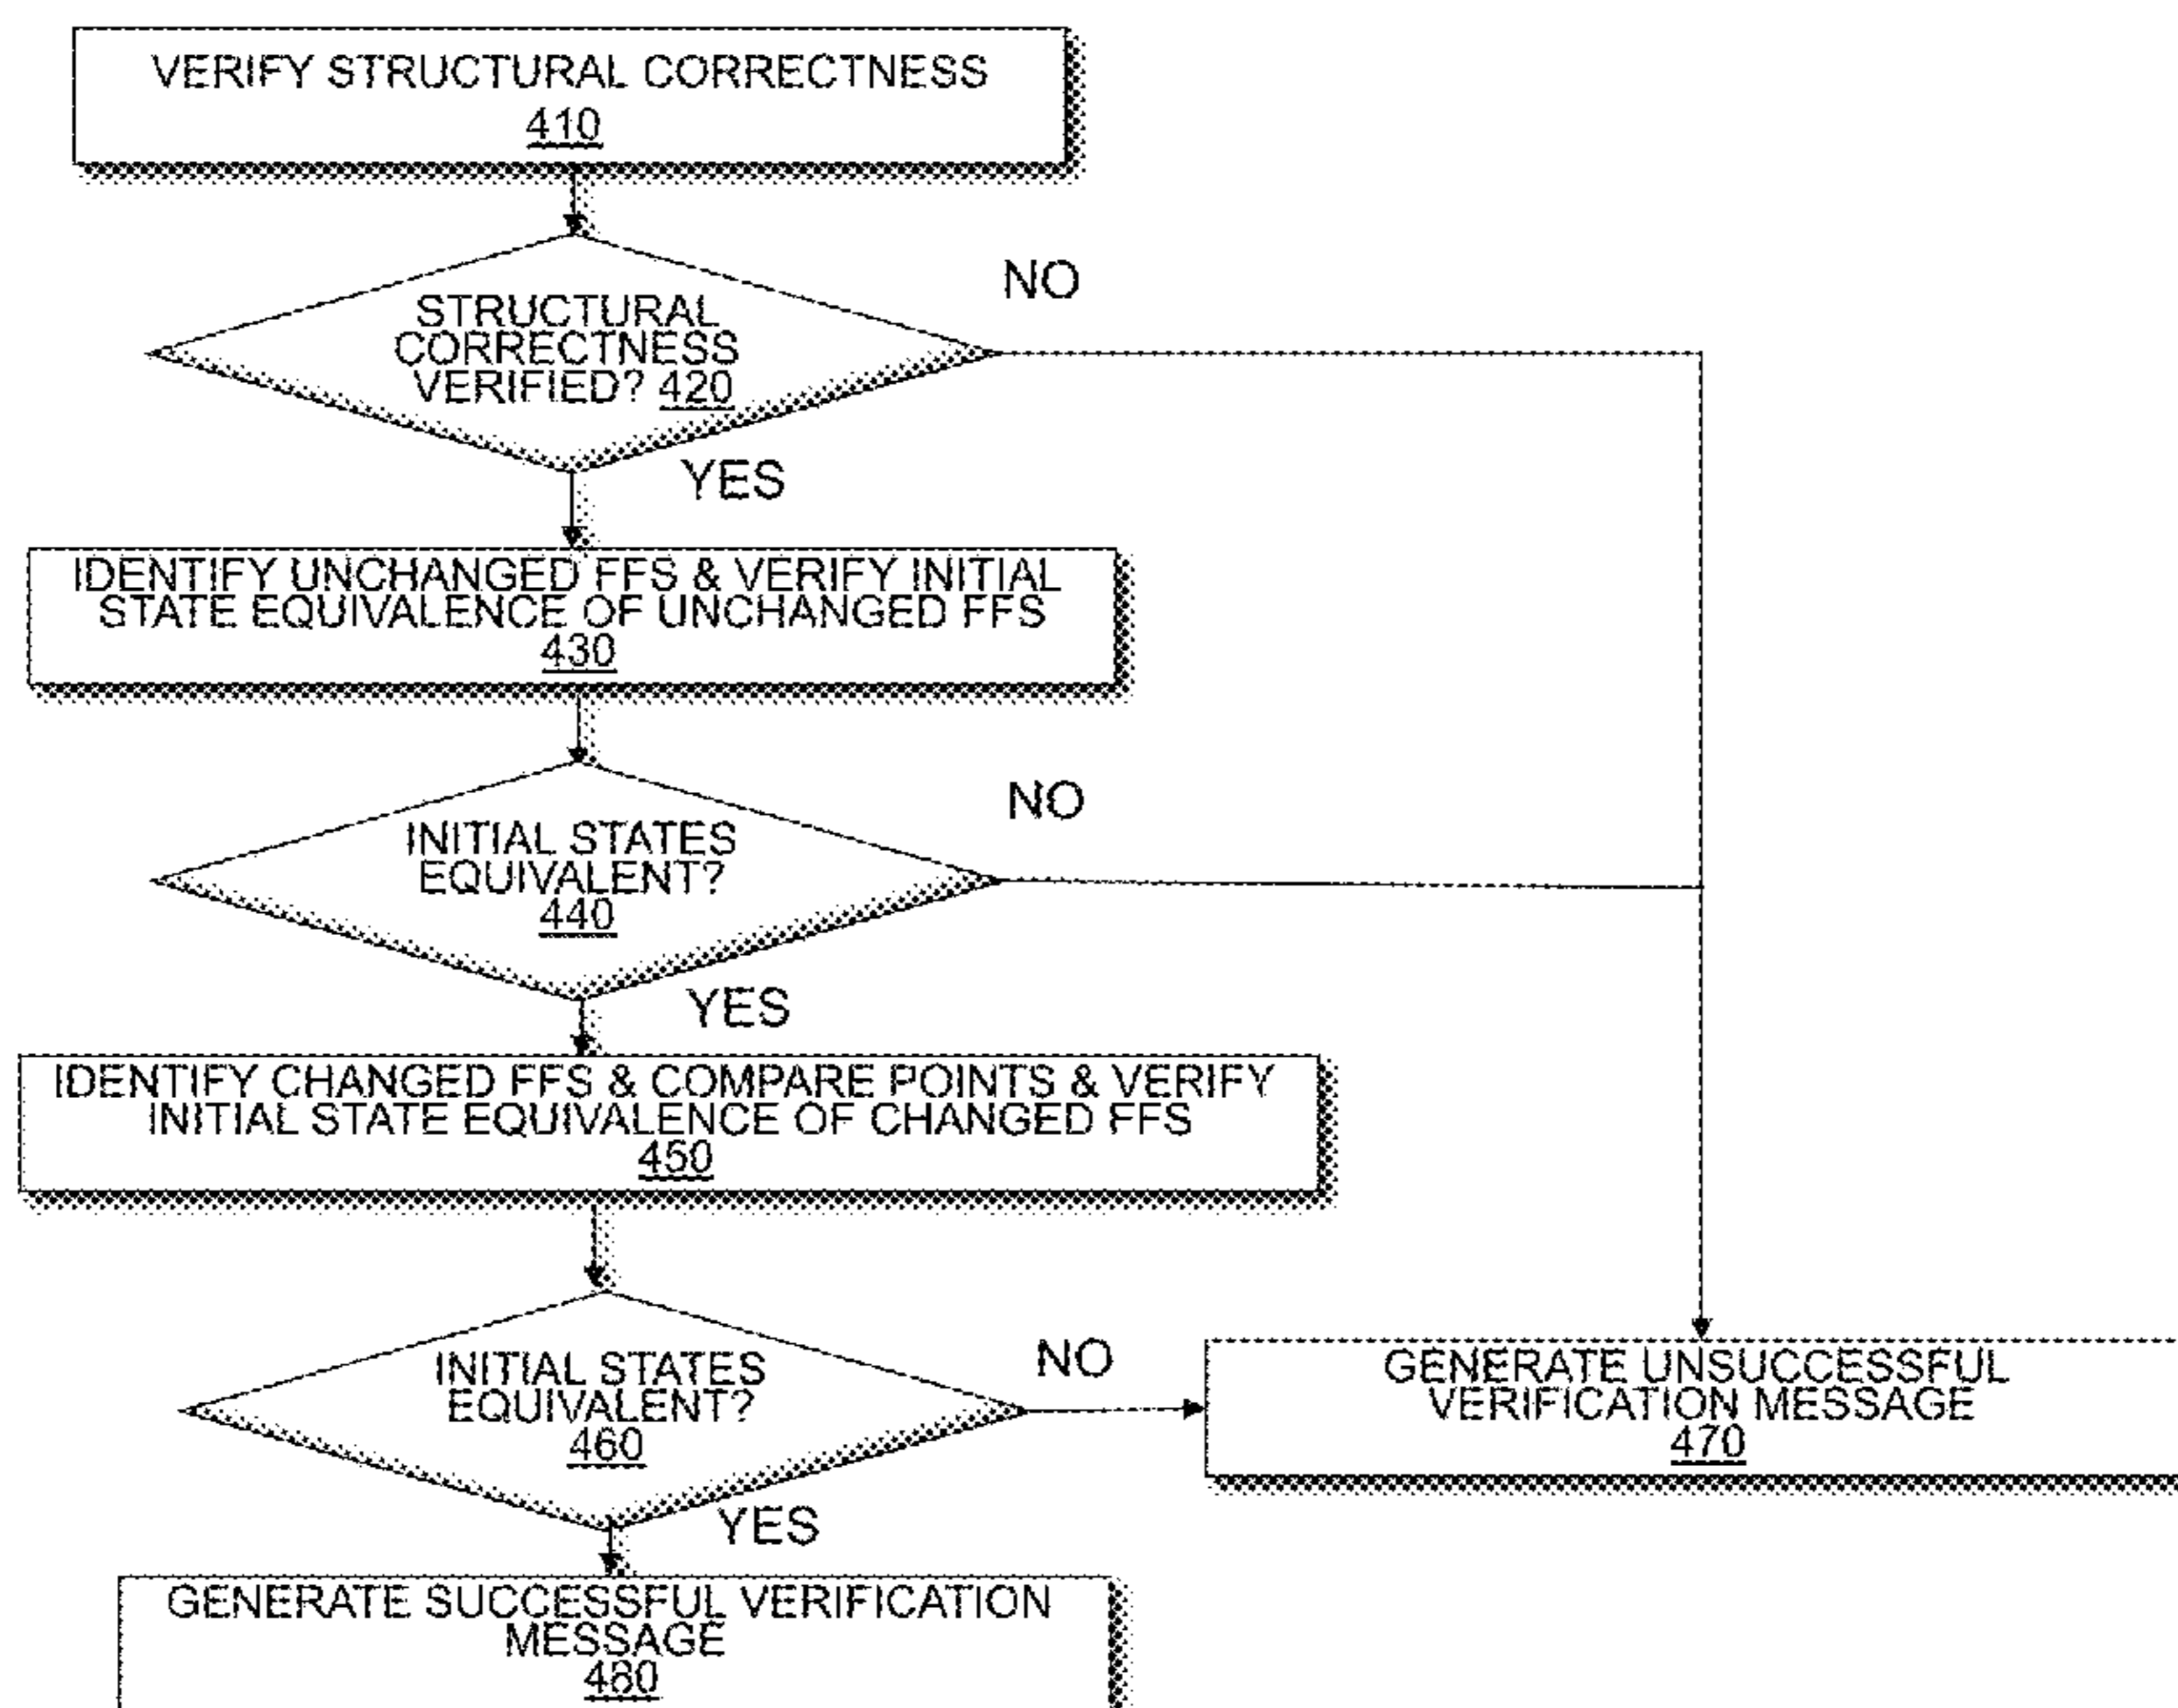 VERIFY STRUCTURAL CORRECTNESS
410
STRUCTURAL
CORRECTNESS
VERIFIED? 420
NO
YES
IDENTIFY UNCHANGED FFS & VERIFY INITIAL
STATE EQUIVALENCE OF UNCHANGED FFS
430
INITIAL STATES
EQUIVALENT?
440
NO
YES
IDENTIFY CHANGED FFS & COMPARE POINTS & VERIFY
INITIAL STATE EQUIVALENCE OF CHANGED FFS
450
INITIAL STATES
EQUIVALENT?
460
NO
YES
GENERATE UNSUCCESSFUL
VERIFICATION MESSAGE
470
GENERATE SUCCESSFUL VERIFICATION
MESSAGE
480